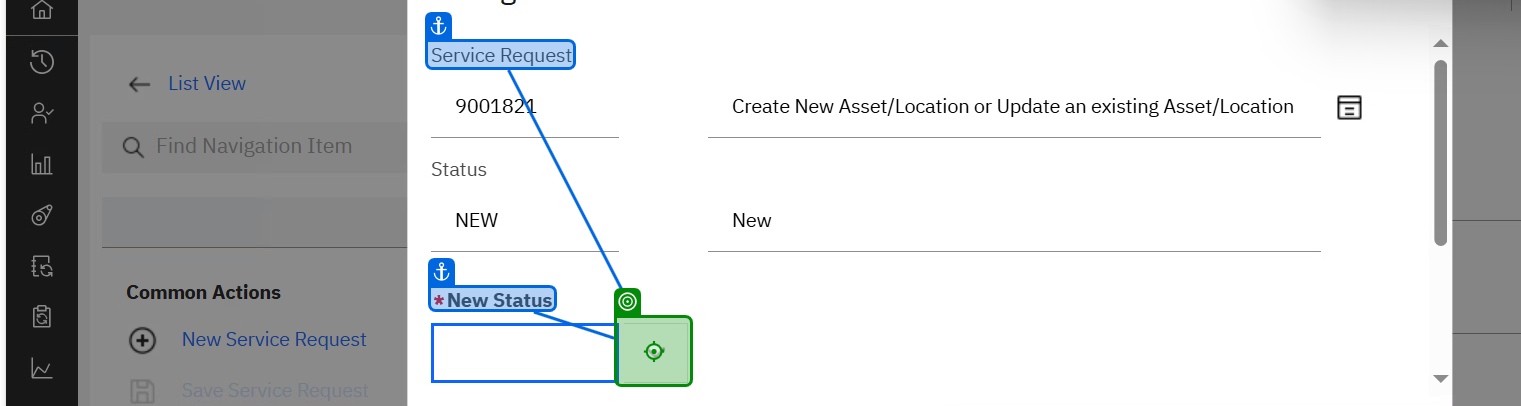 List View
Find Navigation Item
Common Actions
New Service Request
Save Service Request
Service Request
9001821
Create New Asset/Location or Update an existing Asset/Location
Status
NEW
New
*New Status